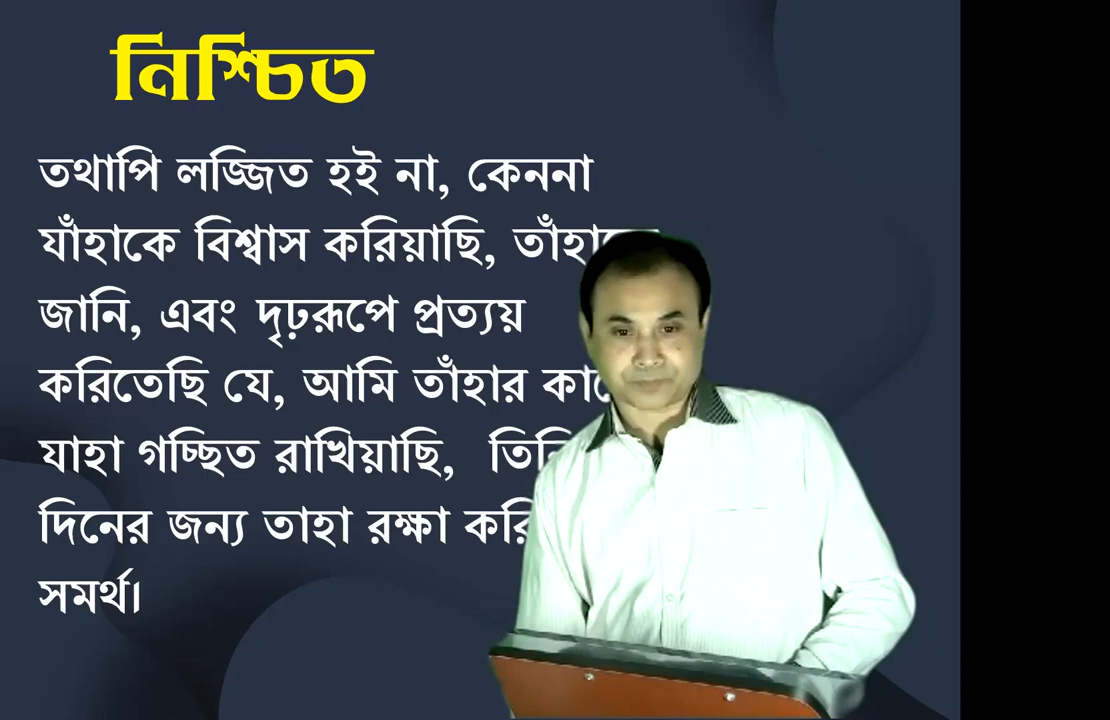 নিশ্চিত
তথাপি লজ্জিত হই না, কেননা
যাঁহাকে বিশ্বাস করিয়াছি,
জানি, এবং দৃঢ়রূপে প্রত্যয়
করিতেছি যে, আমি তাঁহার
যাহা গচ্ছিত রাখিয়াছি,
দিনের জন্য তাহা রক্ষা
সমর্থ।